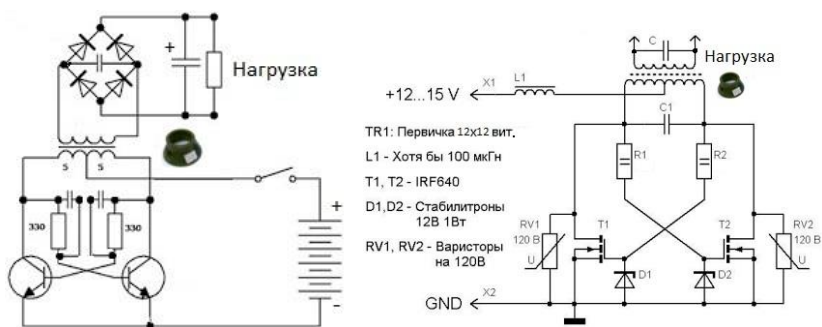 +
Нагрузка
5 5
330 330
+
-
C
Нагрузка
L1
X1
+12...15 V
C1
TR1: Первичка 12x12 вит.
L1 - Хотя бы 100 мкГн
T1, T2 - IRF640
D1,D2 - Стабилитроны
12В 1Вт
RV1, RV2 - Варисторы
на 120В
R1 R2
RV1
120 В
U
T1
T2
RV2
120 В
U
D1 D2
X2
GND